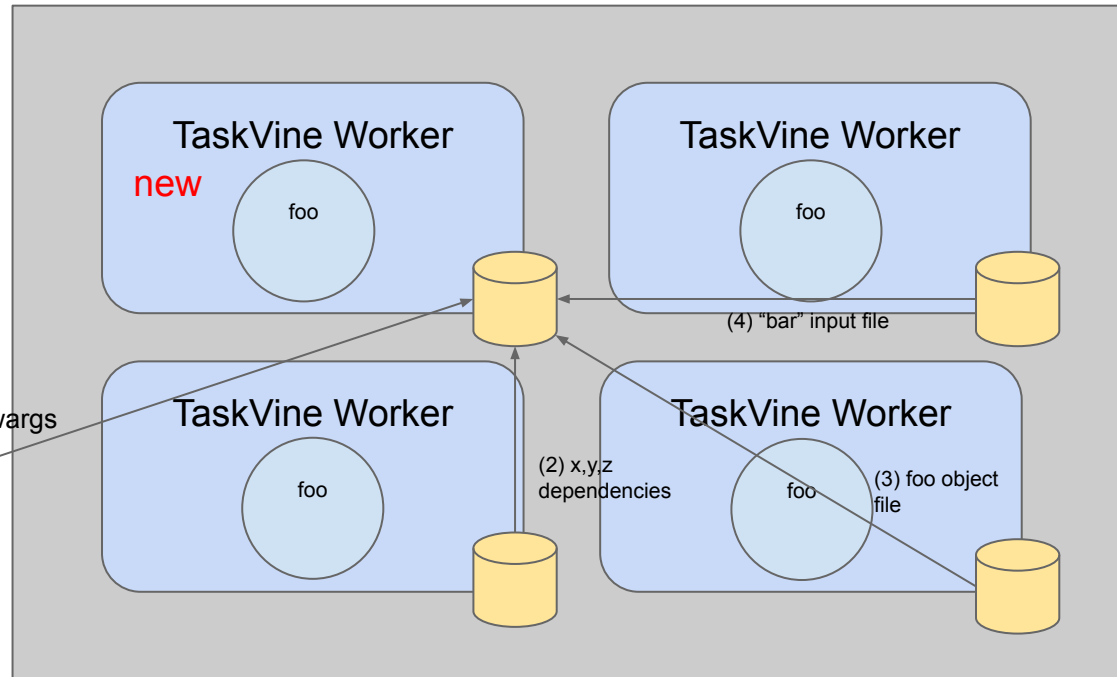 TaskVine Worker
new
foo
TaskVine Worker
foo
(4) “bar” input file
wargs
TaskVine Worker
foo
(2) x,y,z
dependencies
TaskVine Worker
foo
(3) foo object
file